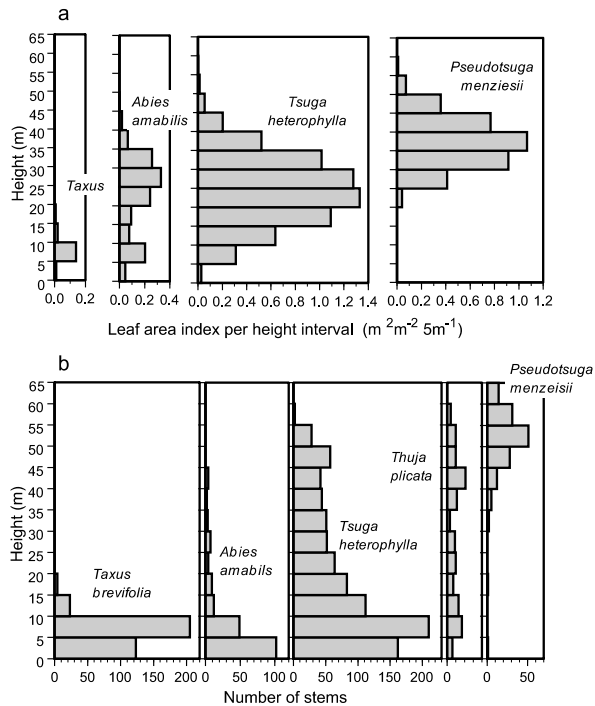 a
65
60
55
50
45
40
35
30
25
20
15
10
5
0
Height (m)
Taxus
Abies
amabilis
Tsuga
heterophylla
Pseudotsuga
menziesii
0.0 0.2 0.0 0.2 0.4 0.0 0.2 0.4 0.6 0.8 1.0 1.2 1.4 0.0 0.2 0.4 0.6 0.8 1.0 1.2
Leaf area index per height interval (m ²m⁻² 5m⁻¹)
b
65
60
55
50
45
40
35
30
25
20
15
10
5
0
Height (m)
Taxus
brevifolia
Abies
amabils
Tsuga
heterophylla
Thuja
plicata
Pseudotsuga
menzeisii
0 50 100 150 200 0 50 100 0 50 100 150 200 0 50 0 50
Number of stems